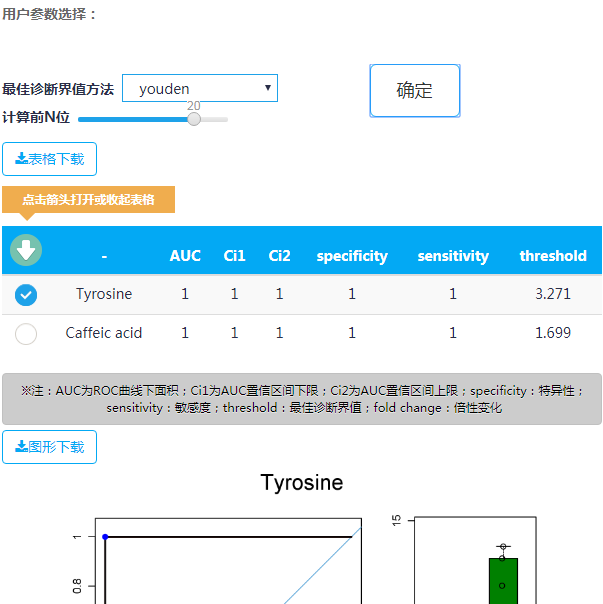 用户参数选择：
最佳诊断界值方法 youden 确定
20
计算前N位
表格下载
点击箭头打开或收起表格
- AUC Ci1 Ci2 specificity sensitivity threshold
Tyrosine 1 1 1 1 1 3.271
Caffeic acid 1 1 1 1 1 1.699
※注：AUC为ROC曲线下面积；Ci1为AUC置信区间下限；Ci2为AUC置信区间上限；specificity：特异性；
sensitivity：敏感度；threshold：最佳诊断界值；fold change：倍性变化
图形下载
Tyrosine
15
1
0.8